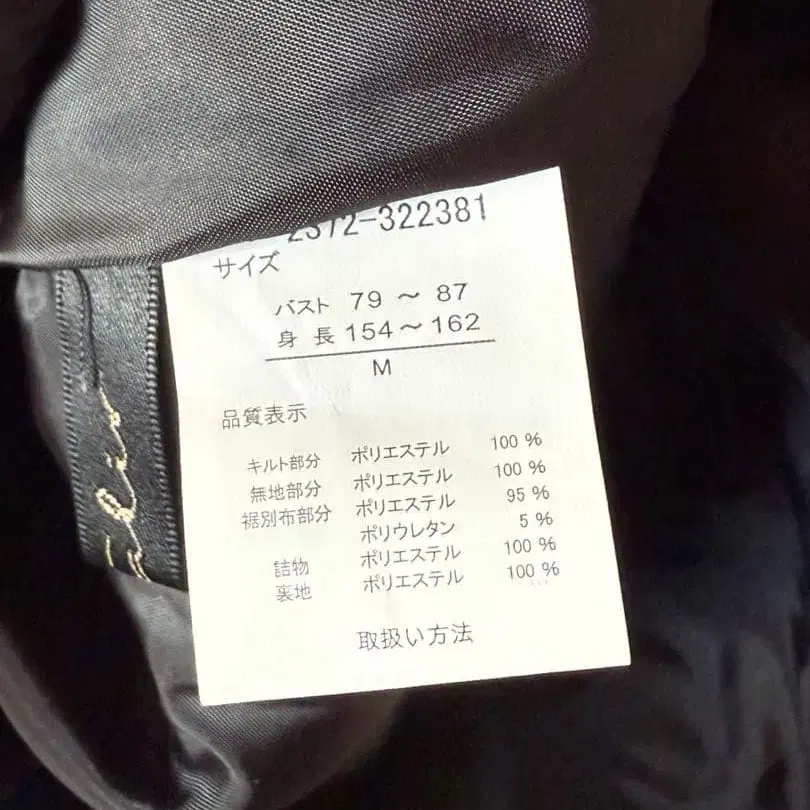 2372-322381
サイズ
バスト 79 ～ 87
身 長 154～ 162
M
品質表示
キルト部分 ポリエステル 100 %
無地部分 ポリエステル 100 %
裾別布部分 ポリエステル 95 %
ポリウレタン 5 %
詰物 ポリエステル 100 %
裏地 ポリエステル 100 %
取扱い方法